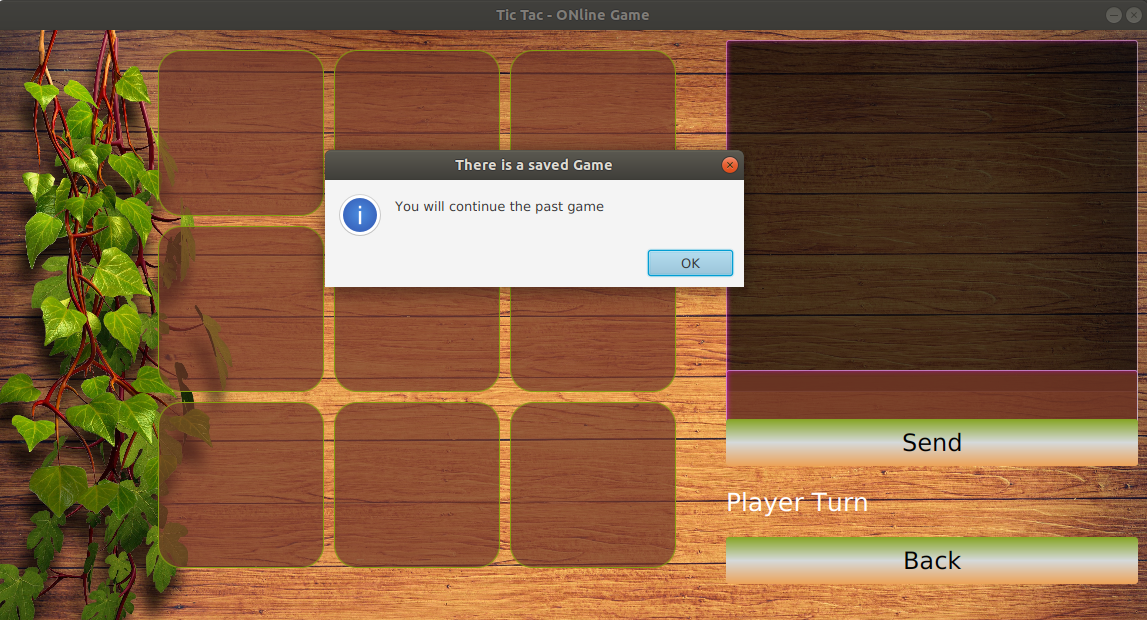 Tic Tac - ONline Game
There is a saved Game
You will continue the past game
OK
Send
Player Turn
Back